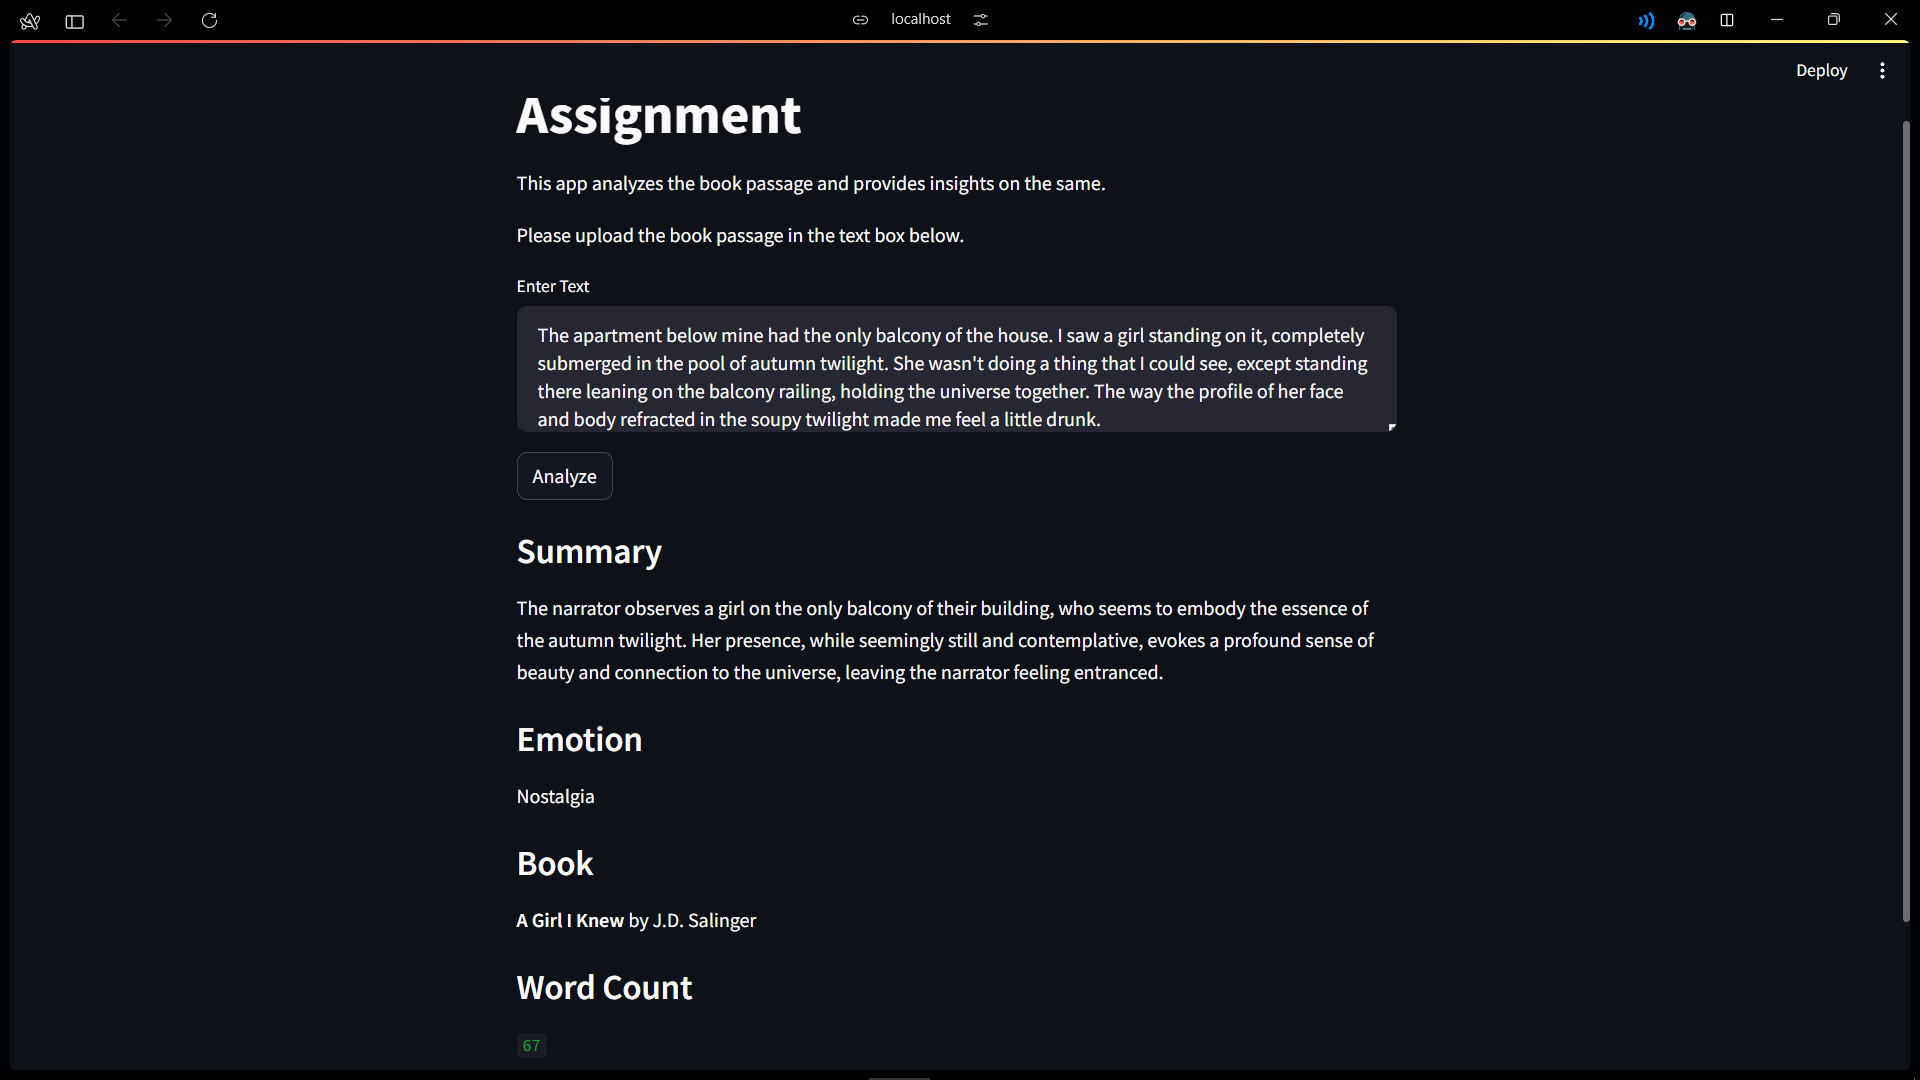 localhost
Deploy
Assignment
This app analyzes the book passage and provides insights on the same.
Please upload the book passage in the text box below.
Enter Text
The apartment below mine had the only balcony of the house. I saw a girl standing on it, completely
submerged in the pool of autumn twilight. She wasn't doing a thing that I could see, except standing
there leaning on the balcony railing, holding the universe together. The way the profile of her face
and body refracted in the soupy twilight made me feel a little drunk.
Analyze
Summary
The narrator observes a girl on the only balcony of their building, who seems to embody the essence of
the autumn twilight. Her presence, while seemingly still and contemplative, evokes a profound sense of
beauty and connection to the universe, leaving the narrator feeling entranced.
Emotion
Nostalgia
Book
A Girl I Knew by J.D. Salinger
Word Count
67